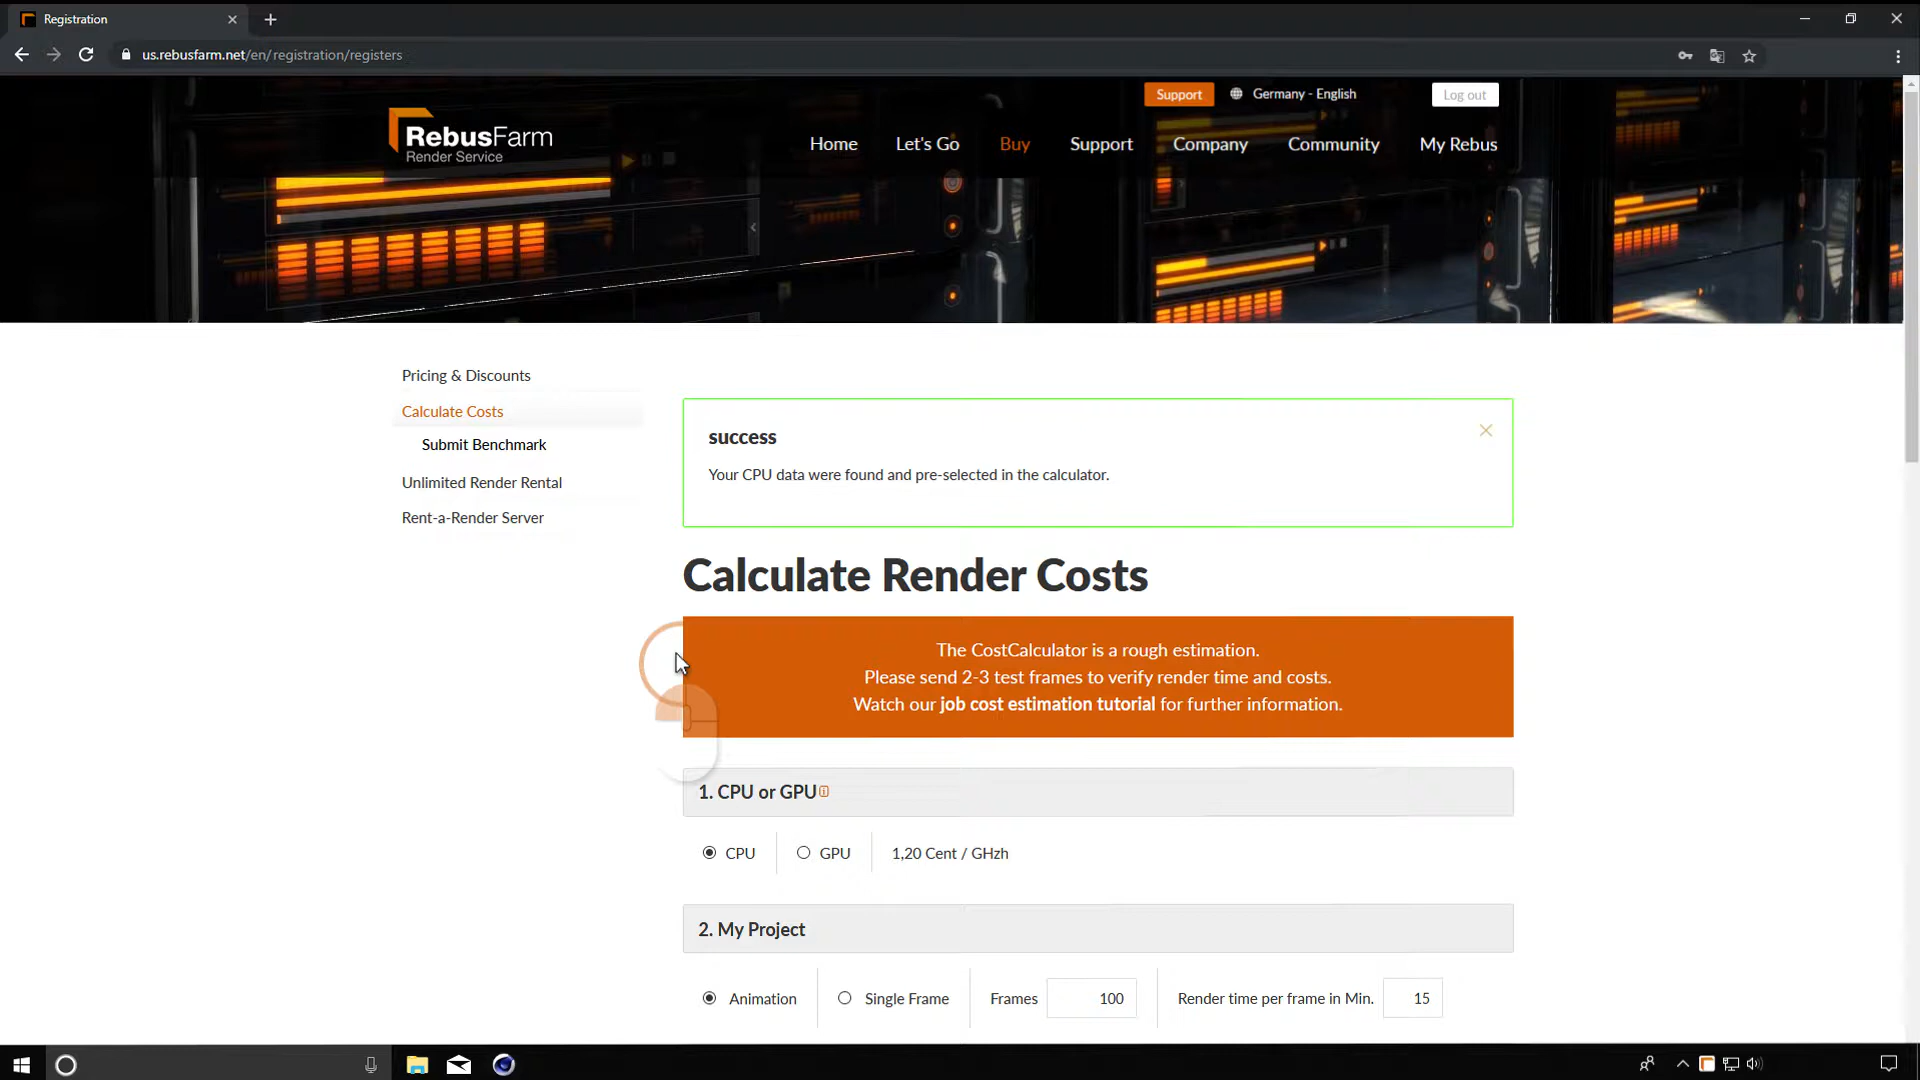 Registration
us.rebusfarm.net/en/registration/registers
Support
Germany - English
Log out
RebusFarm
Render Service
Home
Let's Go
Buy
Support
Company
Community
My Rebus
Pricing & Discounts
Calculate Costs
Submit Benchmark
Unlimited Render Rental
Rent-a-Render Server
success
Your CPU data were found and pre-selected in the calculator.
Calculate Render Costs
The CostCalculator is a rough estimation.
Please send 2-3 test frames to verify render time and costs.
Watch our job cost estimation tutorial for further information.
1. CPU or GPU
CPU
GPU
1,20 Cent / GHzh
2. My Project
Animation
Single Frame
Frames
100
Render time per frame in Min.
15